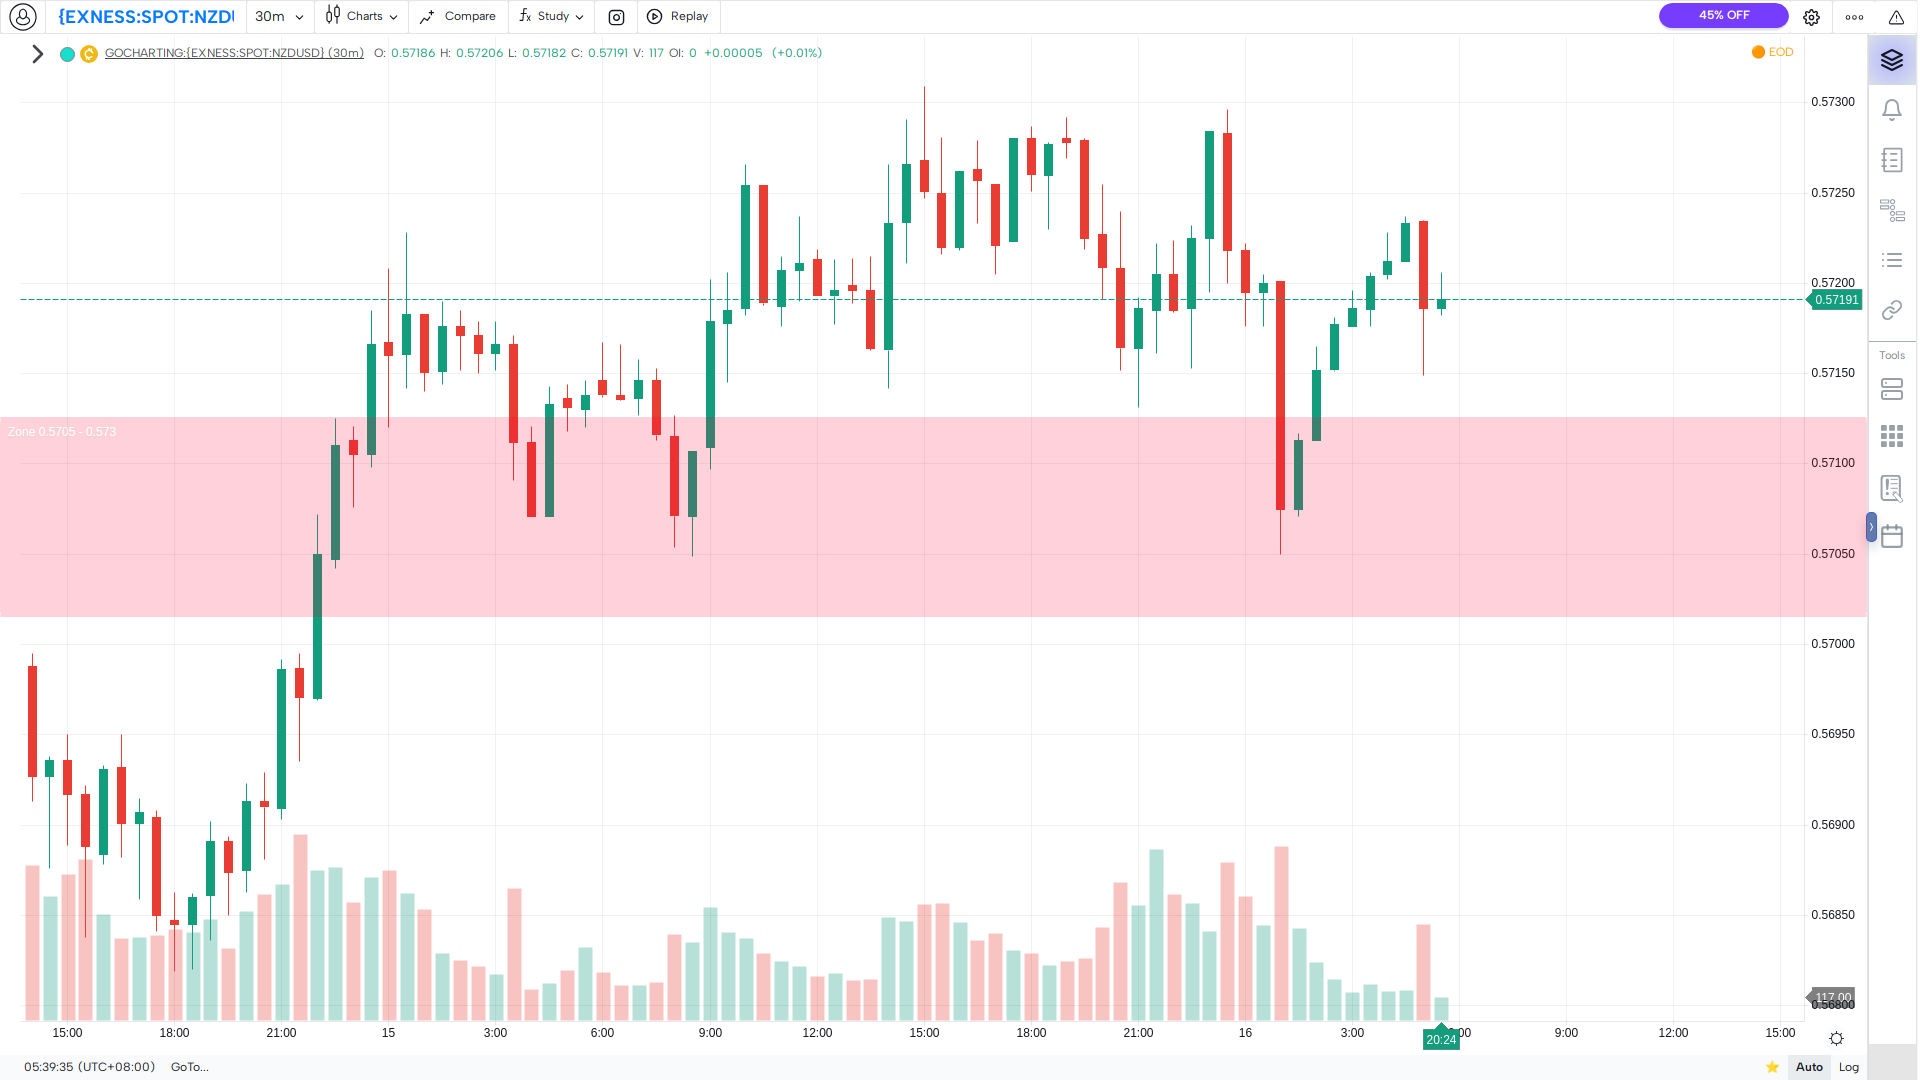 {EXNESS:SPOT:NZDU
30m
Charts
Compare
Study
Replay
45% OFF
GOCHARTING:{EXNESS:SPOT:NZDUSD} (30m) O: 0.57186 H: 0.57206 L: 0.57182 C: 0.57191 V: 117 OI: 0 +0.00005 (+0.01%)
EOD
0.57300
0.57250
0.57200
0.57191
0.57150
Zone 0.5705 - 0.573
0.57100
0.57050
0.57000
0.56950
0.56900
0.56850
117.00
0.56800
Tools
15:00 18:00 21:00 15 3:00 6:00 9:00 12:00 15:00 18:00 21:00 16 3:00 9:00 12:00 15:00
20:24
05:39:35 (UTC+08:00) GoTo...
Auto Log